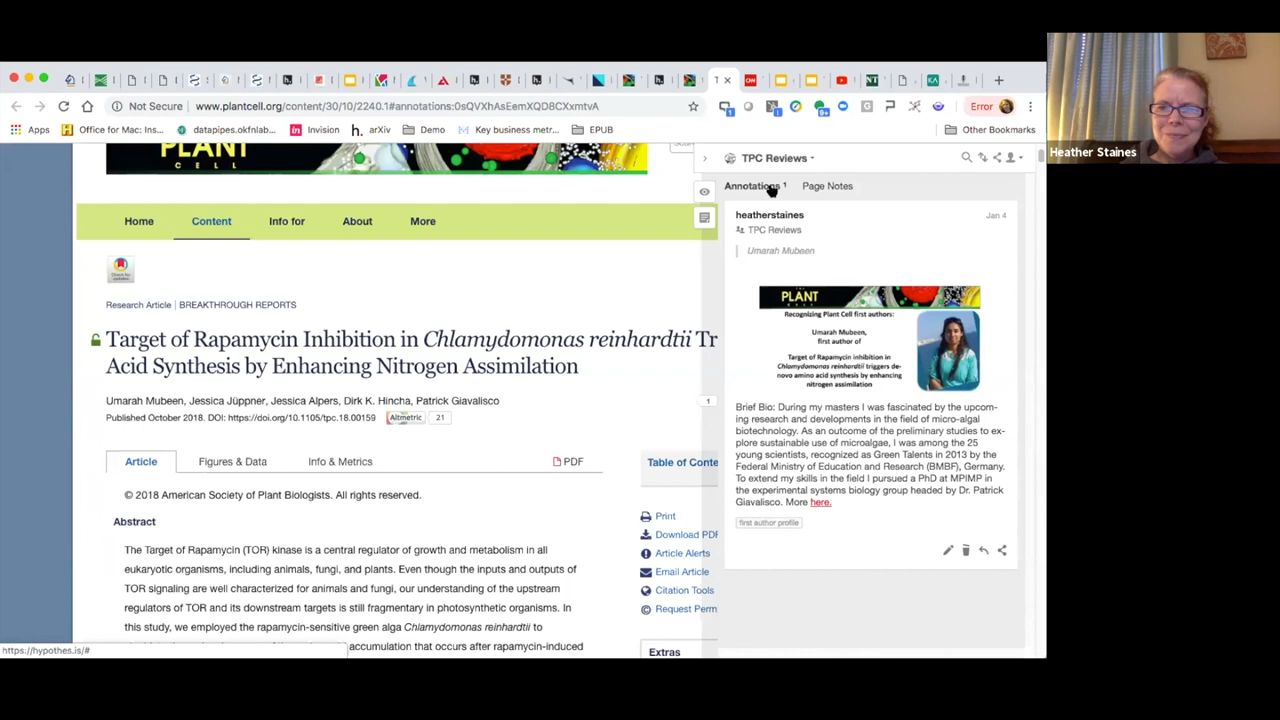 Not Secure
www.plantcell.org/content/30/10/2240.1#annotations:0sQVXhAsEemXQD8CXxmtvA
Error
Apps
Office for Mac: Ins...
datapipes.okfnlab...
Invision
arXiv
Demo
Key business metr...
EPUB
Other Bookmarks
Heather Staines
PLANT
CELL
TPC Reviews
Annotations 1
Page Notes
Home
Content
Info for
About
More
heatherstaines
Jan 4
TPC Reviews
Umarah Mubeen
Research Article | BREAKTHROUGH REPORTS
Target of Rapamycin Inhibition in Chlamydomonas reinhardtii Tr
Acid Synthesis by Enhancing Nitrogen Assimilation
Umarah Mubeen, Jessica Jüppner, Jessica Alpers, Dirk K. Hincha, Patrick Giavalisco
Published October 2018. DOI: https://doi.org/10.1105/tpc.18.00159
Altmetric
21
1
Article
Figures & Data
Info & Metrics
PDF
© 2018 American Society of Plant Biologists. All rights reserved.
Abstract
The Target of Rapamycin (TOR) kinase is a central regulator of growth and metabolism in all
eukaryotic organisms, including animals, fungi, and plants. Even though the inputs and outputs of
TOR signaling are well characterized for animals and fungi, our understanding of the upstream
regulators of TOR and its downstream targets is still fragmentary in photosynthetic organisms. In
this study, we employed the rapamycin-sensitive green alga Chlamydomonas reinhardtii to
accumulation that occurs after rapamycin-induced
https://hypothes.is/#
Table of Conte
Print
Download PDF
Article Alerts
Email Article
Citation Tools
Request Perm
Extras
PLANT
Recognizing Plant Cell first authors:
Umarah Mubeen,
first author of
Target of Rapamycin inhibition in
Chlamydomonas reinhardtii triggers de-
novo amino acid synthesis by enhancing
nitrogen assimilation
Brief Bio: During my masters I was fascinated by the upcom-
ing research and developments in the field of micro-algal
biotechnology. As an outcome of the preliminary studies to ex-
plore sustainable use of microalgae, I was among the 25
young scientists, recognized as Green Talents in 2013 by the
Federal Ministry of Education and Research (BMBF), Germany.
To extend my skills in the field I pursued a PhD at MPIMP in
the experimental systems biology group headed by Dr. Patrick
Giavalisco. More here.
first author profile